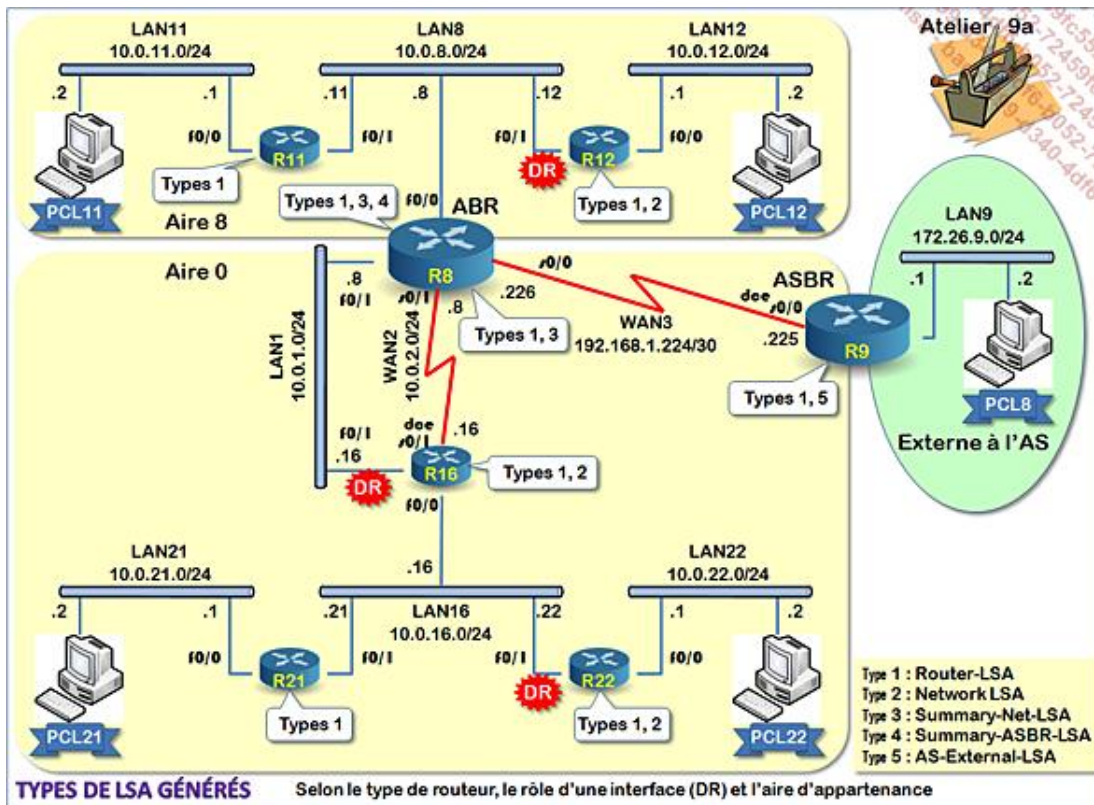 LAN11
10.0.11.0/24
LAN8
10.0.8.0/24
LAN12
10.0.12.0/24
Atelier 9a
.2
.1
.11
.8
.12
.1
.2
f0/0
f0/1
f0/1
f0/0
R11
DR
R12
Types 1
Types 1, 2
PCL11
Aire 8
Types 1, 3, 4
f0/0
ABR
PCL12
LAN9
172.26.9.0/24
Aire 0
.8
f0/1
R8
s0/1
.8
.226
s0/0
ASBR
.1
.2
dce
s0/0
WAN3
192.168.1.224/30
.225
R9
Types 1, 3
LAN1
10.0.1.0/24
WAN2
10.0.2.0/24
Types 1, 5
PCL8
Externe à l'AS
f0/1
.16
dce
s0/1
.16
DR
R16
Types 1, 2
f0/0
LAN21
10.0.21.0/24
LAN22
10.0.22.0/24
.16
.2
.1
.21
LAN16
10.0.16.0/24
.22
.1
.2
f0/0
f0/1
f0/1
f0/0
R21
DR
R22
Types 1
Types 1, 2
PCL21
PCL22
Type 1 : Router-LSA
Type 2 : Network LSA
Type 3 : Summary-Net-LSA
Type 4 : Summary-ASBR-LSA
Type 5 : AS-External-LSA
TYPES DE LSA GÉNÉRÉS
Selon le type de routeur, le rôle d'une interface (DR) et l'aire d'appartenance